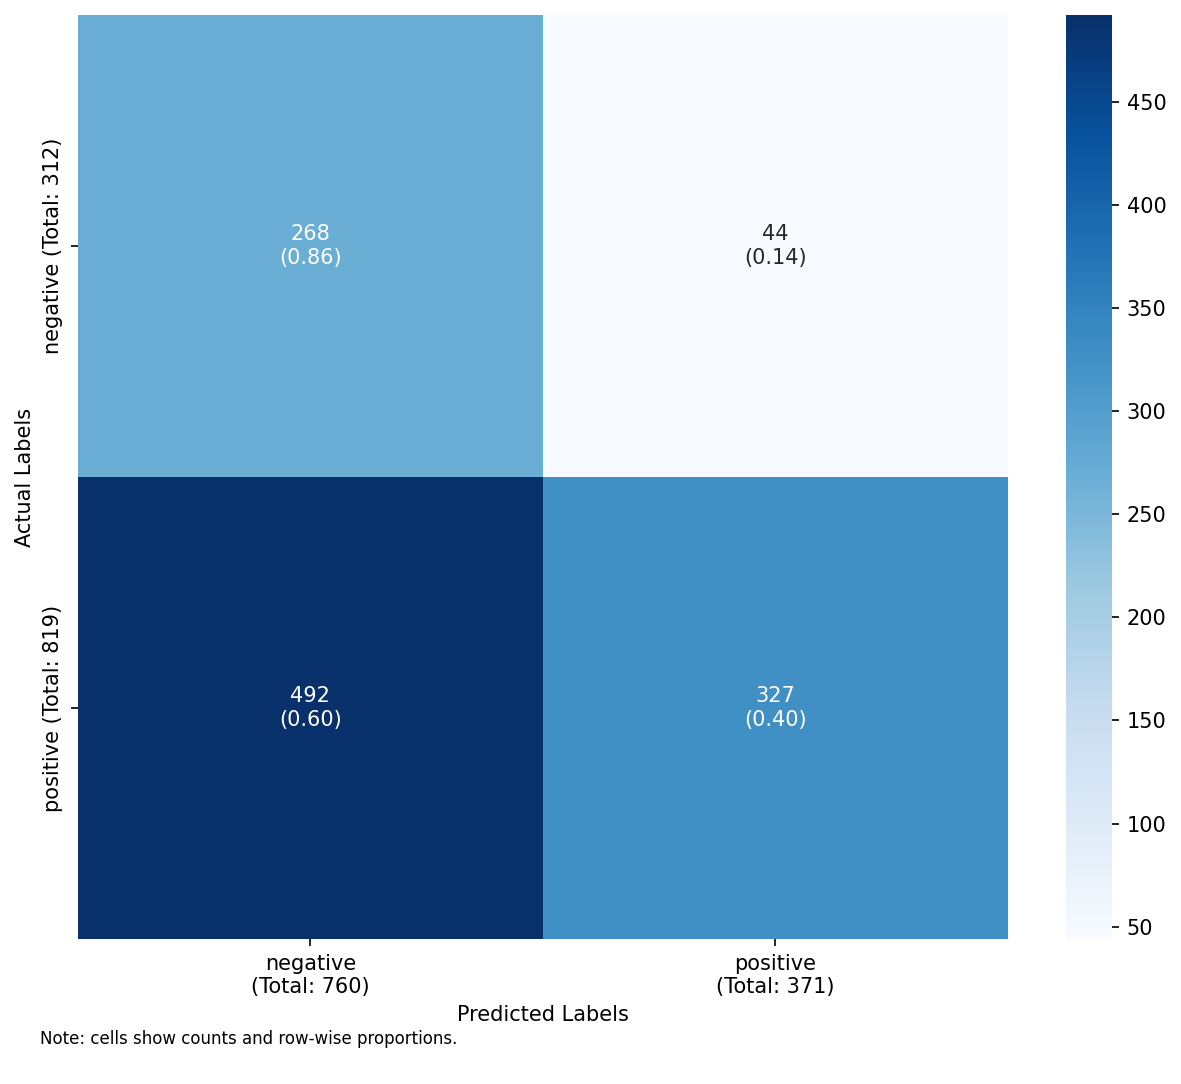 negative (Total: 312)
positive (Total: 819)
Actual Labels
268
(0.86)
44
(0.14)
492
(0.60)
327
(0.40)
450
400
350
300
250
200
150
100
50
negative
(Total: 760)
positive
(Total: 371)
Predicted Labels
Note: cells show counts and row-wise proportions.